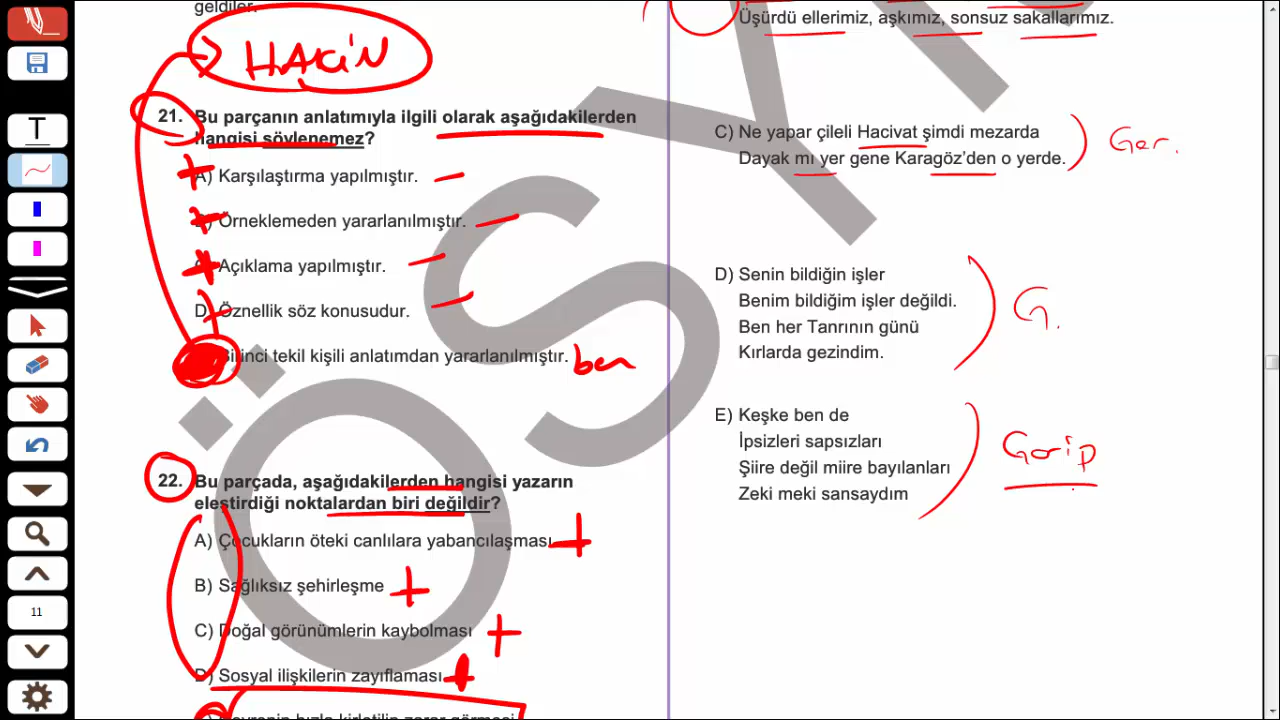 geldiler.
HAKİN
21. Bu parçanın anlatımıyla ilgili olarak aşağıdakilerden
hangisi söylenemez?
A) Karşılaştırma yapılmıştır.
B) Örneklemeden yararlanılmıştır.
C) Açıklama yapılmıştır.
D) Öznellik söz konusudur.
Birinci tekil kişili anlatımdan yararlanılmıştır. ben
22. Bu parçada, aşağıdakilerden hangisi yazarın
eleştirdiği noktalardan biri değildir?
A) Çocukların öteki canlılara yabancılaşması
B) Sağlıksız şehirleşme
C) Doğal görünümlerin kaybolması
D) Sosyal ilişkilerin zayıflaması
Üşürdü ellerimiz, aşkımız, sonsuz sakallarımız.
C) Ne yapar çileli Hacivat şimdi mezarda
Dayak mı yer gene Karagöz'den o yerde.
Gar.
D) Senin bildiğin işler
Benim bildiğim işler değildi.
Ben her Tanrının günü
Kırlarda gezindim.
G.
E) Keşke ben de
İpsizleri sapsızları
Şiire değil miire bayılanları
Zeki meki sansaydım
Garip
ÖSYM
T
11